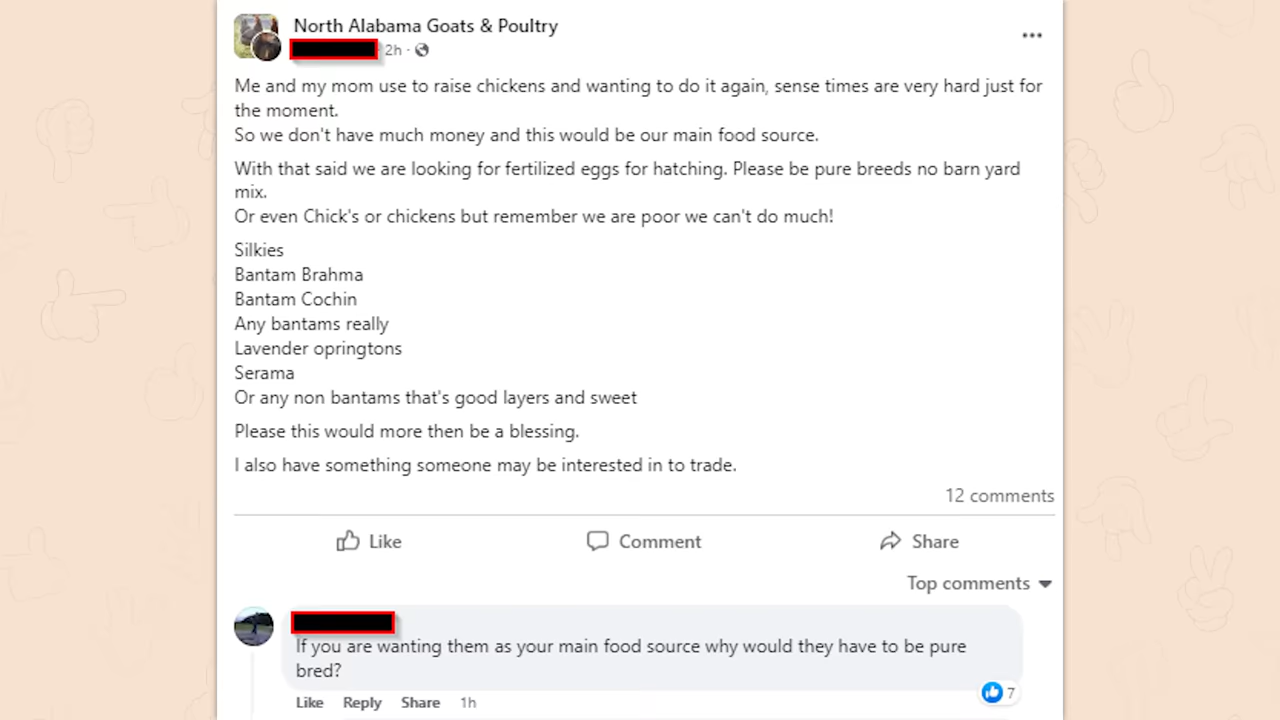 North Alabama Goats & Poultry
2h ·
Me and my mom use to raise chickens and wanting to do it again, sense times are very hard just for
the moment.
So we don't have much money and this would be our main food source.
With that said we are looking for fertilized eggs for hatching. Please be pure breeds no barn yard
mix.
Or even Chick's or chickens but remember we are poor we can't do much!
Silkies
Bantam Brahma
Bantam Cochin
Any bantams really
Lavender opringtons
Serama
Or any non bantams that's good layers and sweet
Please this would more then be a blessing.
I also have something someone may be interested in to trade.
12 comments
Like Comment Share
Top comments
If you are wanting them as your main food source why would they have to be pure
bred?
7
Like Reply Share 1h